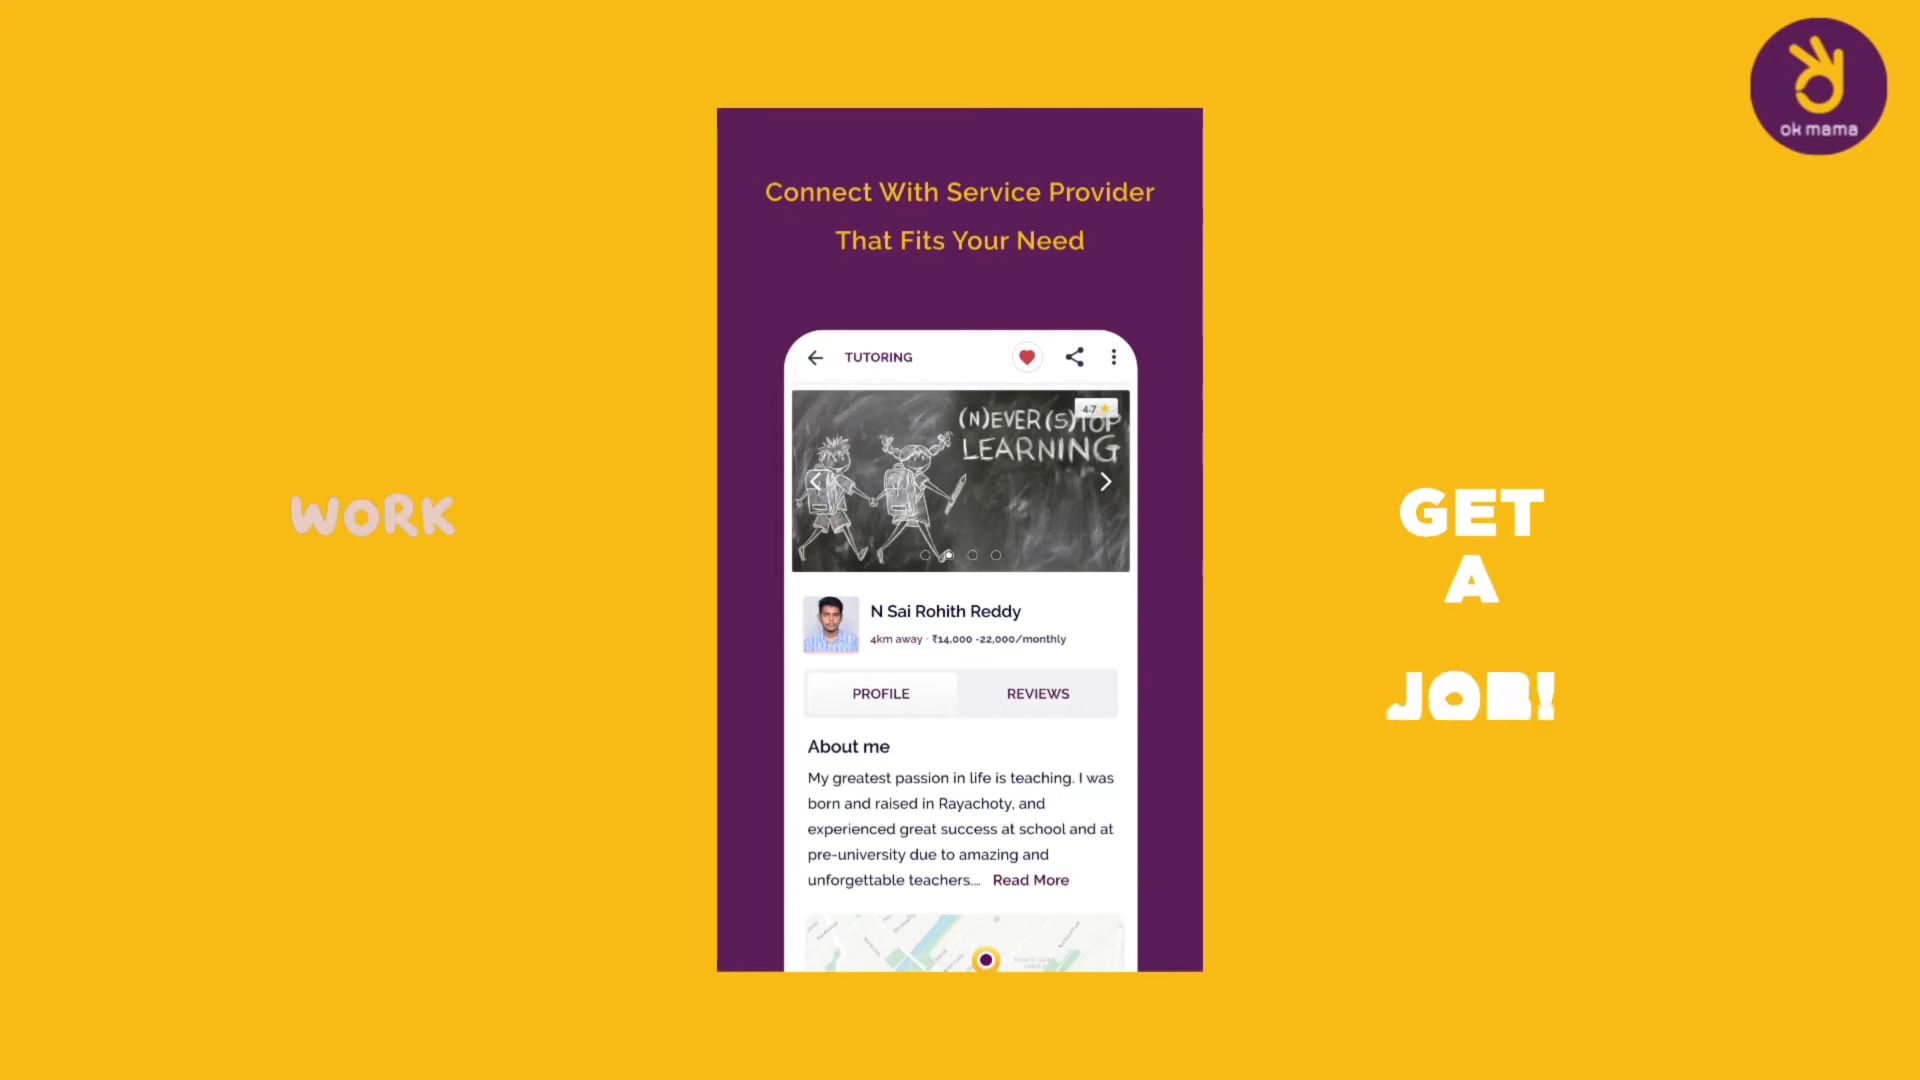 ok mama
Connect With Service Provider
That Fits Your Need
TUTORING
4.7
(N)EVER (S)TOP
LEARNING
WORK
GET
A
JOB!
N Sai Rohith Reddy
4km away · ₹14,000 -22,000/monthly
PROFILE
REVIEWS
About me
My greatest passion in life is teaching. I was
born and raised in Rayachoty, and
experienced great success at school and at
pre-university due to amazing and
unforgettable teachers.... Read More